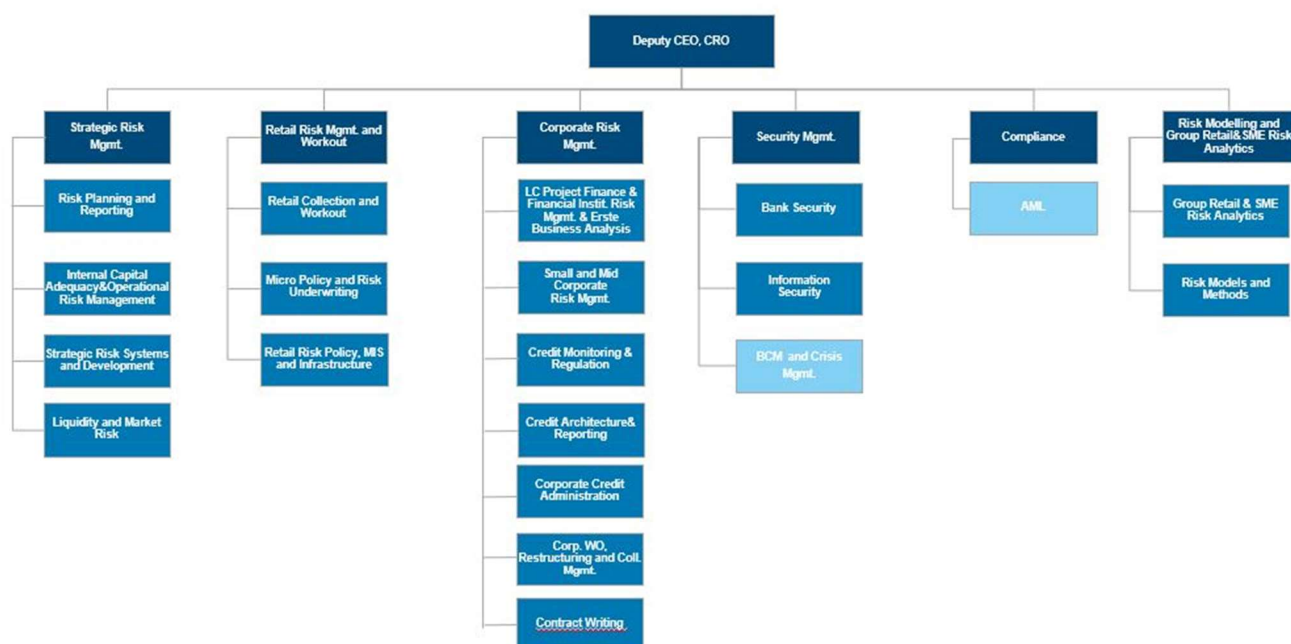 Deputy CEO, CRO
Strategic Risk
Mgmt.
Risk Planning and
Reporting
Internal Capital
Adequacy&Operational
Risk Management
Strategic Risk Systems
and Development
Liquidity and Market
Risk
Retail Risk Mgmt. and
Workout
Retail Collection and
Workout
Micro Policy and Risk
Underwriting
Retail Risk Policy, MIS
and Infrastructure
Corporate Risk
Mgmt.
LC Project Finance &
Financial Instit. Risk
Mgmt. & Erste
Business Analysis
Small and Mid
Corporate
Risk Mgmt.
Credit Monitoring &
Regulation
Credit Architecture&
Reporting
Corporate Credit
Administration
Corp. WO,
Restructuring and Coll.
Mgmt.
Contract Writing
Security Mgmt.
Bank Security
Information
Security
BCM and Crisis
Mgmt.
Compliance
AML
Risk Modelling and
Group Retail&SME Risk
Analytics
Group Retail & SME
Risk Analytics
Risk Models and
Methods